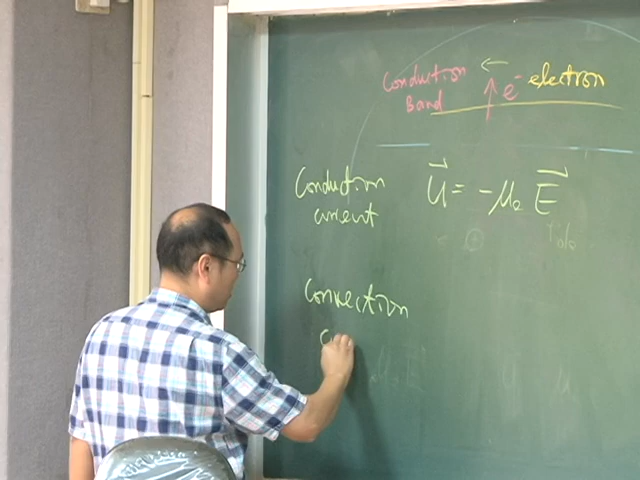 Conduction ← 
Band ↑ e⁻ electron
Conduction
current
U⃗ = -μₑ E⃗
Convection
c